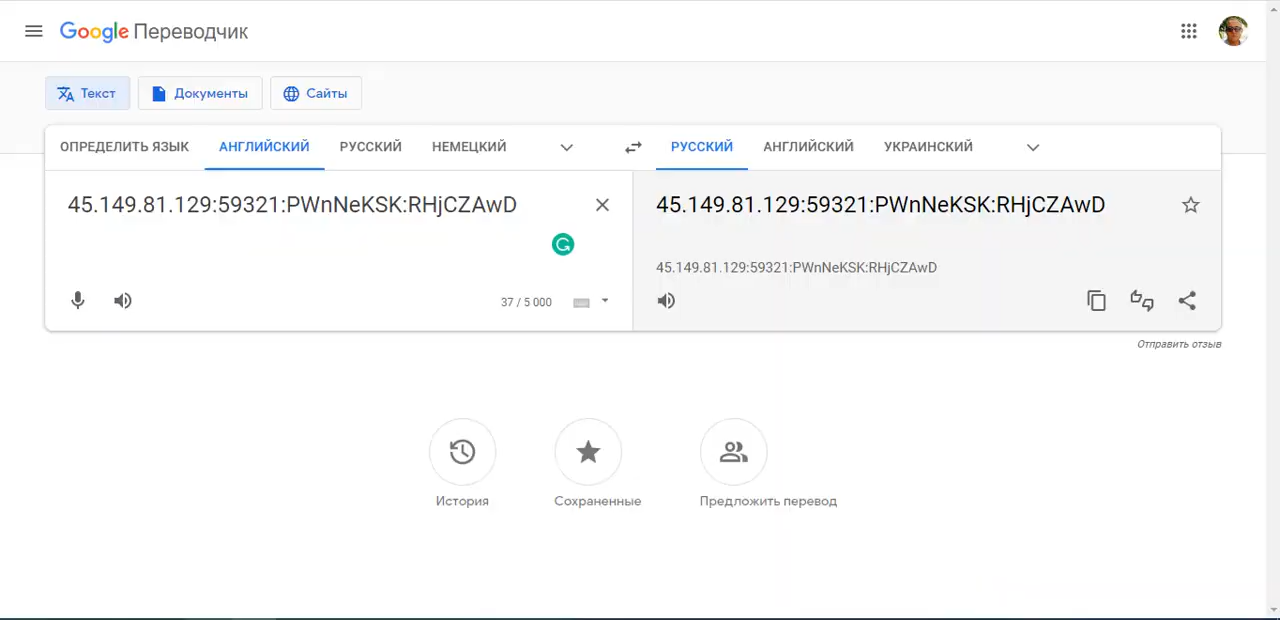 Google Переводчик
Текст
Документы
Сайты
ОПРЕДЕЛИТЬ ЯЗЫК
АНГЛИЙСКИЙ
РУССКИЙ
НЕМЕЦКИЙ
РУССКИЙ
АНГЛИЙСКИЙ
УКРАИНСКИЙ
45.149.81.129:59321:PWnNeKSK:RHjCZAwD
45.149.81.129:59321:PWnNeKSK:RHjCZAwD
45.149.81.129:59321:PWnNeKSK:RHjCZAwD
37 / 5 000
Отправить отзыв
История
Сохраненные
Предложить перевод